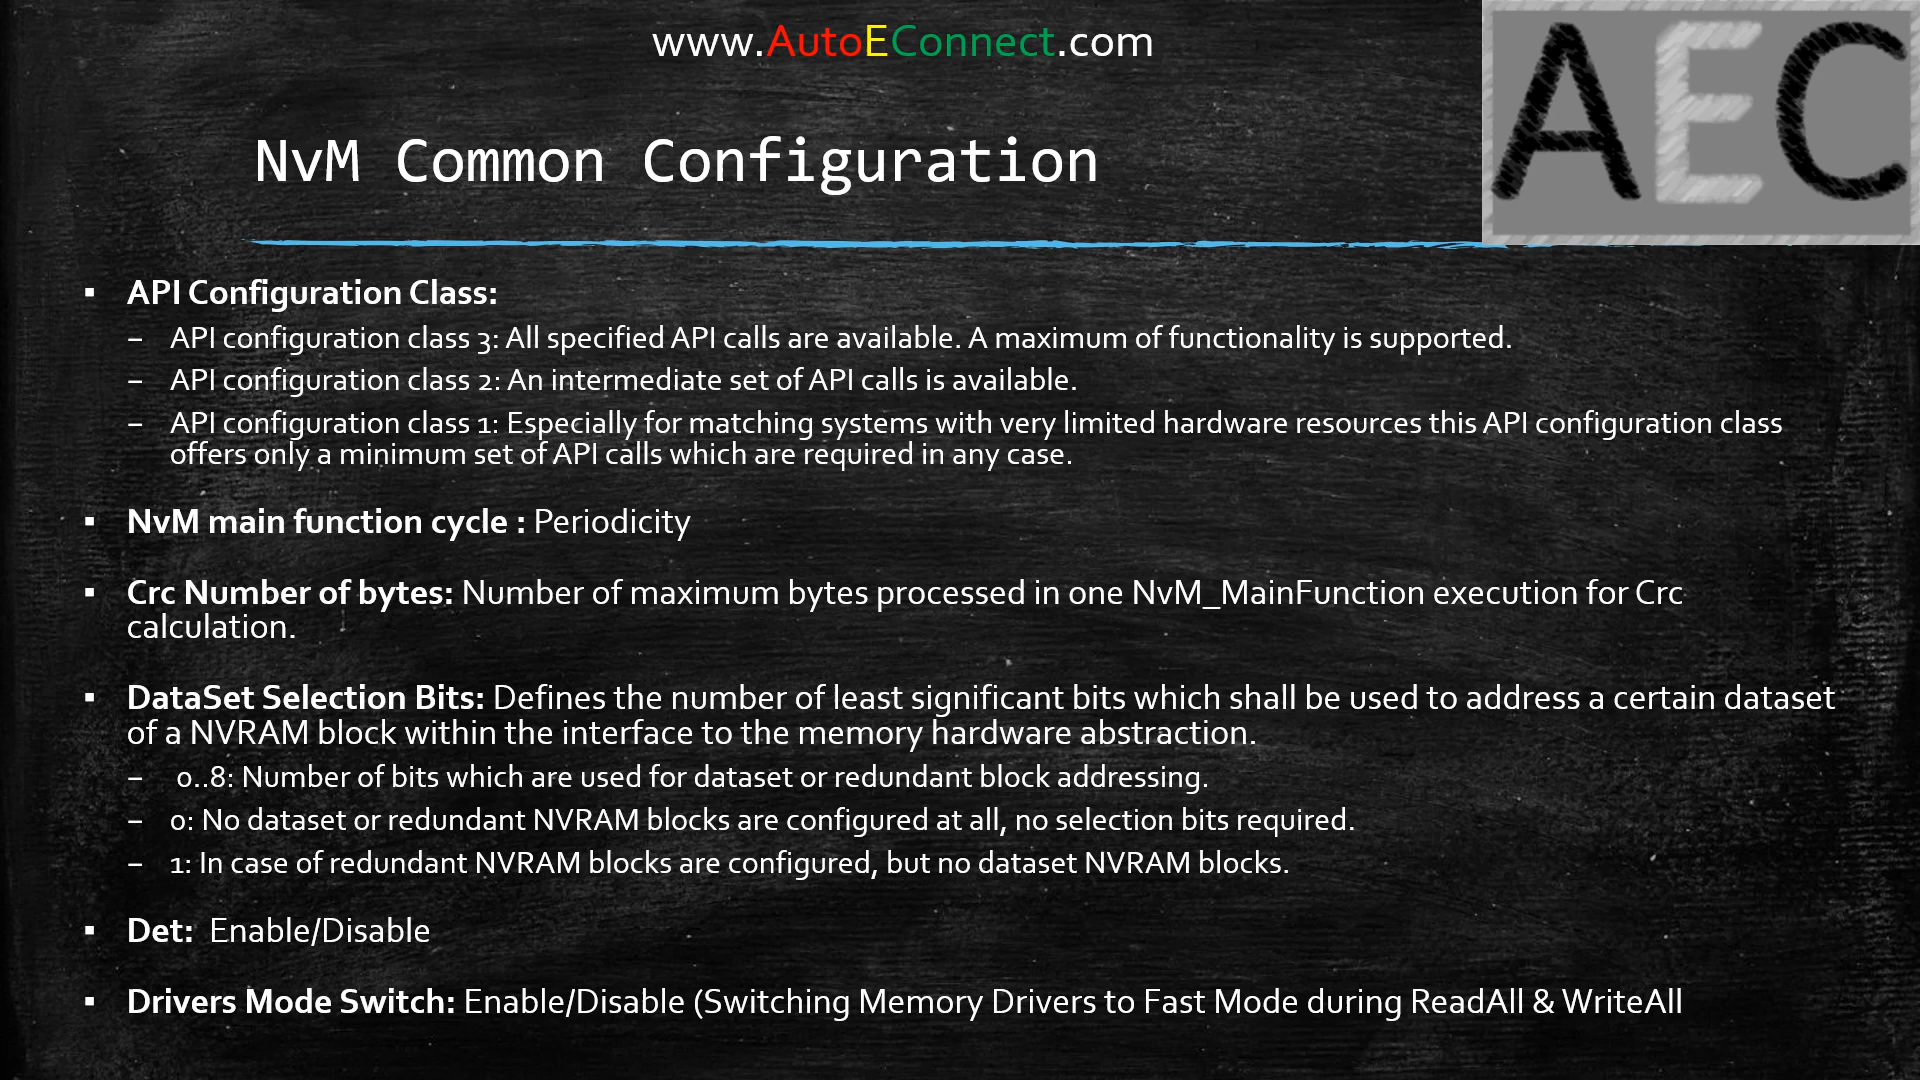 www.AutoEConnect.com
AEC
NvM Common Configuration
▪ API Configuration Class:
– API configuration class 3: All specified API calls are available. A maximum of functionality is supported.
– API configuration class 2: An intermediate set of API calls is available.
– API configuration class 1: Especially for matching systems with very limited hardware resources this API configuration class
offers only a minimum set of API calls which are required in any case.
▪ NvM main function cycle : Periodicity
▪ Crc Number of bytes: Number of maximum bytes processed in one NvM_MainFunction execution for Crc
calculation.
▪ DataSet Selection Bits: Defines the number of least significant bits which shall be used to address a certain dataset
of a NVRAM block within the interface to the memory hardware abstraction.
– 0..8: Number of bits which are used for dataset or redundant block addressing.
– 0: No dataset or redundant NVRAM blocks are configured at all, no selection bits required.
– 1: In case of redundant NVRAM blocks are configured, but no dataset NVRAM blocks.
▪ Det: Enable/Disable
▪ Drivers Mode Switch: Enable/Disable (Switching Memory Drivers to Fast Mode during ReadAll & WriteAll